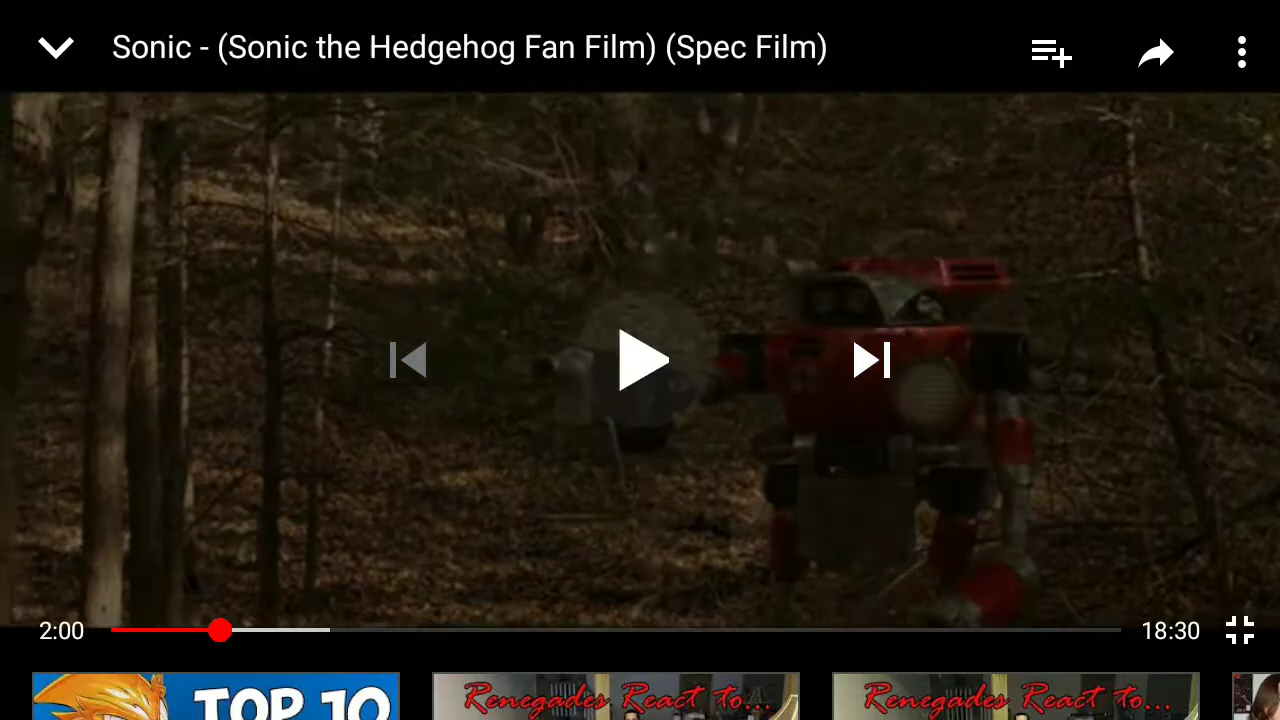 Sonic - (Sonic the Hedgehog Fan Film) (Spec Film)
2:00
18:30
TOP 10
Renegades React to...
Renegades React to...